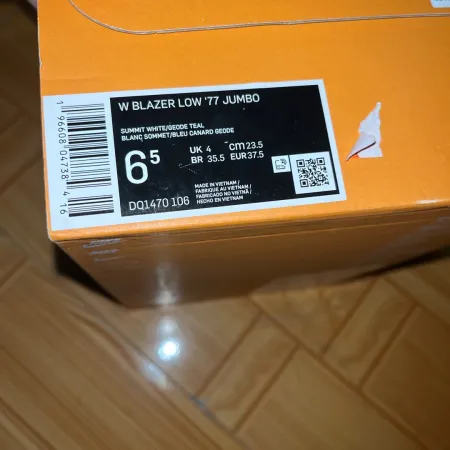 W BLAZER LOW '77 JUMBO
SUMMIT WHITE/GEODE TEAL
BLANC SOMMET/BLEU CANARD GEODE
6⁵
UK 4 cm 23.5
BR 35.5 EUR 37.5
MADE IN VIETNAM/
FABRIQUE AU VIETNAM/
FABRICADO NO VIETNÃ/
HECHO EN VIETNAM
DQ1470 106
1 96608 04738 4 16